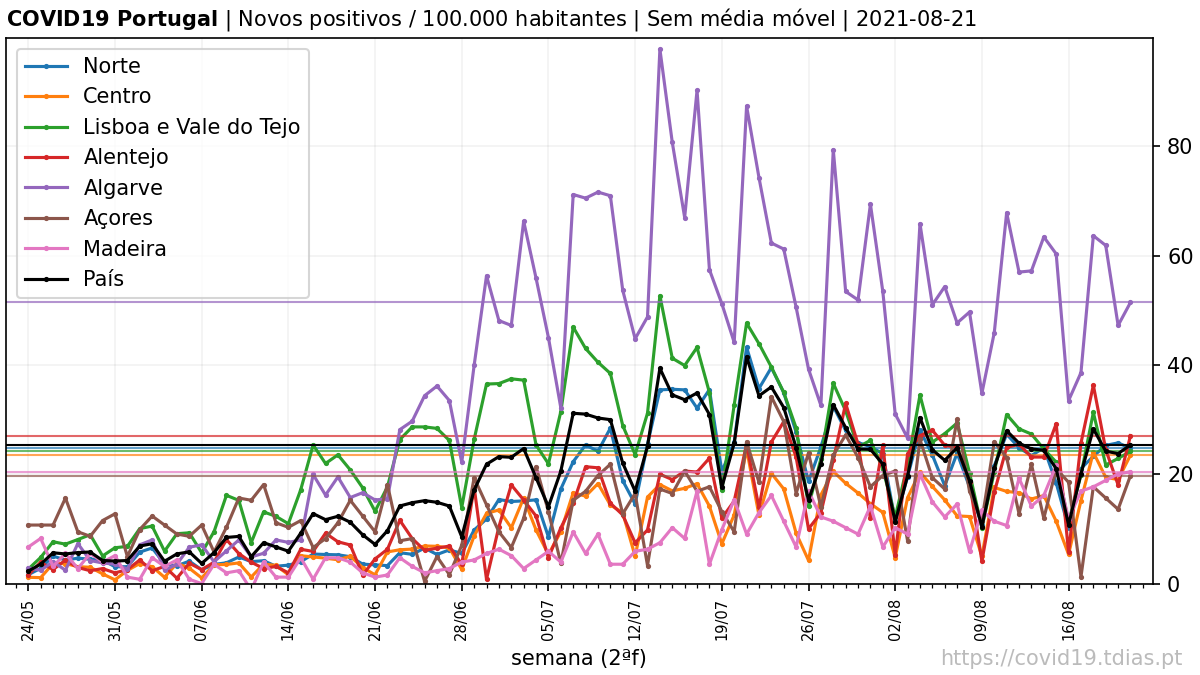 COVID19 Portugal | Novos positivos / 100.000 habitantes | Sem média móvel | 2021-08-21
Norte
Centro
Lisboa e Vale do Tejo
Alentejo
Algarve
Açores
Madeira
País
80
60
40
20
0
24/05 31/05 07/06 14/06 21/06 28/06 05/07 12/07 19/07 26/07 02/08 09/08 16/08
semana (2ªf)
https://covid19.tdias.pt